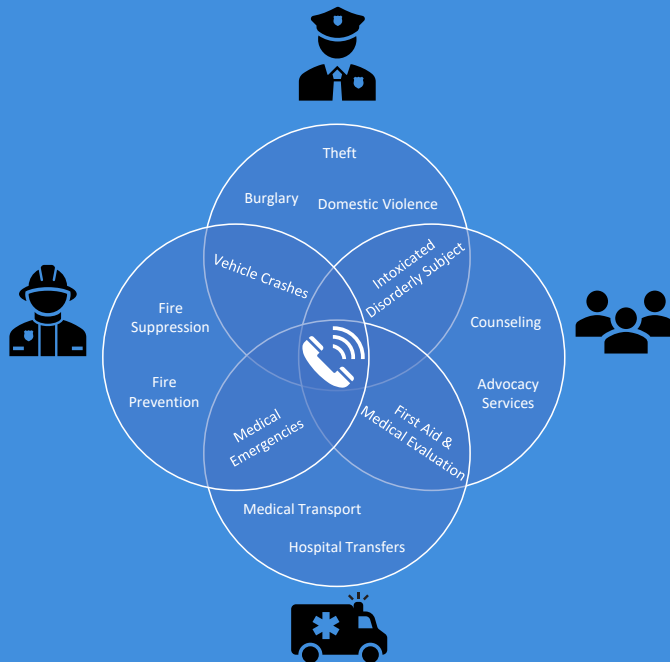 Theft
Burglary
Domestic Violence
Vehicle Crashes
Intoxicated
Disorderly Subject
Fire
Suppression
Counseling
Fire
Prevention
Advocacy
Services
Medical
Emergencies
First Aid &
Medical Evaluation
Medical Transport
Hospital Transfers